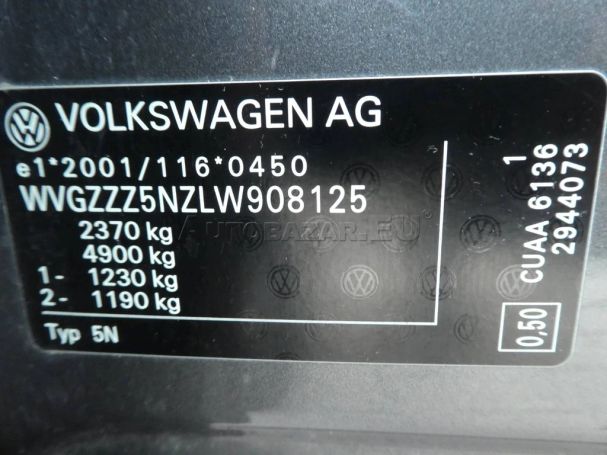 VOLKSWAGEN AG
e1*2001/116*0450
WVGZZZ5NZLW908125
2370 kg
4900 kg
1- 1230 kg
2- 1190 kg
Typ 5N
1
CUAA 6136
2944073
0,50
AUTOBAZAR.EU